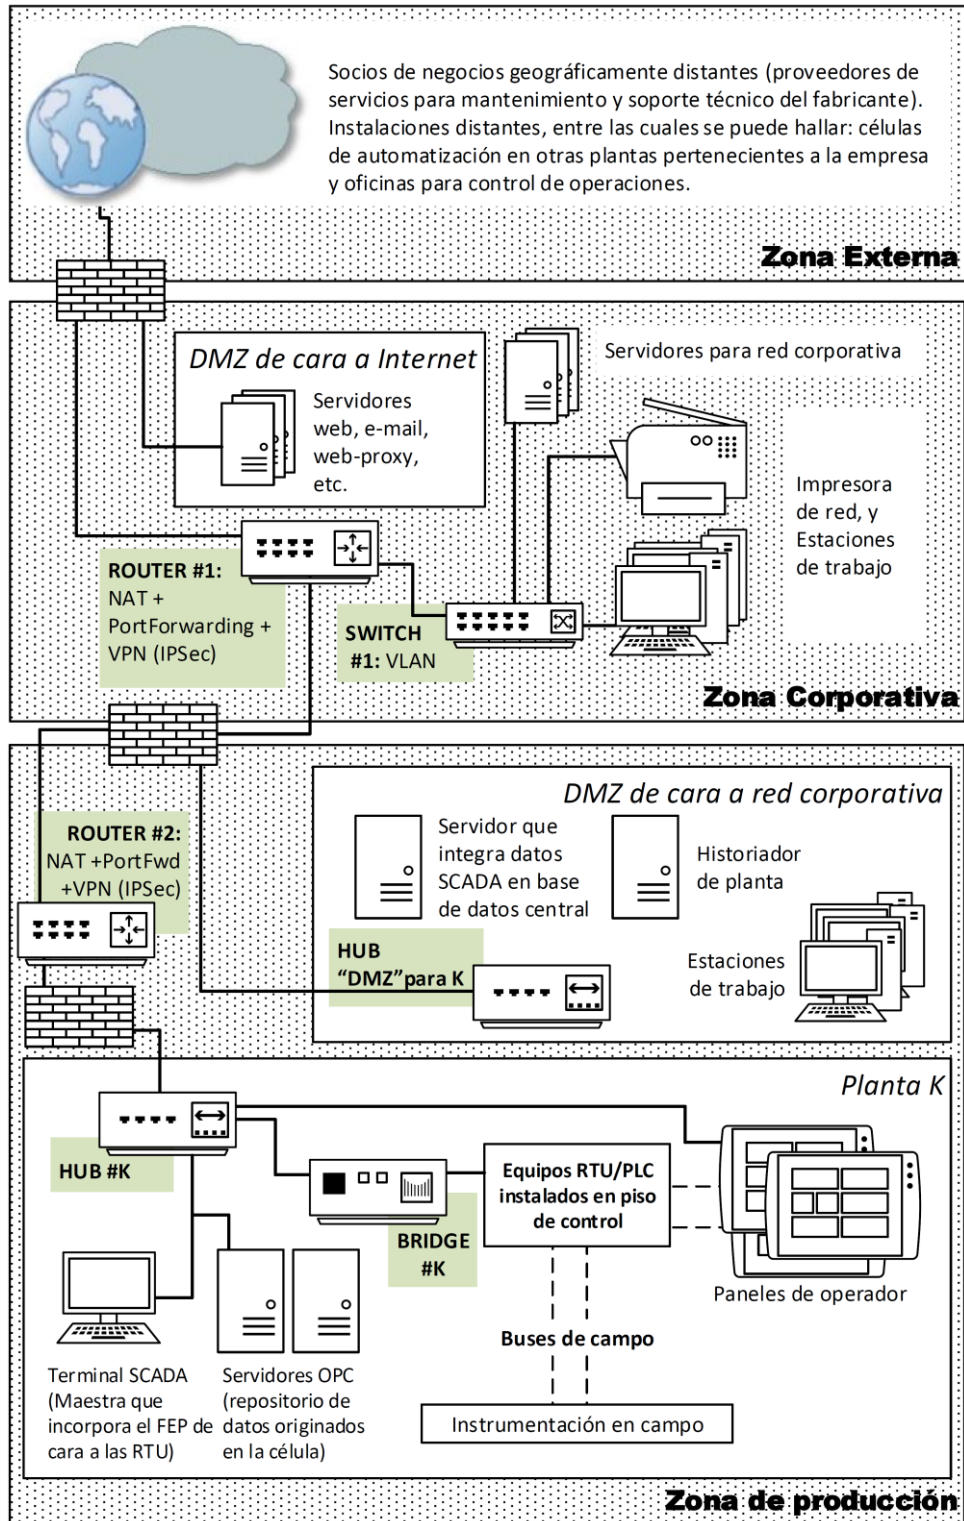 Socios de negocios geográficamente distantes (proveedores de
servicios para mantenimiento y soporte técnico del fabricante).
Instalaciones distantes, entre las cuales se puede hallar: células
de automatización en otras plantas pertenecientes a la empresa
y oficinas para control de operaciones.
Zona Externa
DMZ de cara a Internet
Servidores
web, e-mail,
web-proxy,
etc.
Servidores para red corporativa
Impresora
de red, y
Estaciones
de trabajo
ROUTER #1:
NAT +
PortForwarding +
VPN (IPSec)
SWITCH
#1: VLAN
Zona Corporativa
DMZ de cara a red corporativa
Servidor que
integra datos
SCADA en base
de datos central
Historiador
de planta
ROUTER #2:
NAT +PortFwd
+VPN (IPSec)
HUB
“DMZ”para K
Estaciones
de trabajo
Planta K
HUB #K
BRIDGE
#K
Equipos RTU/PLC
instalados en piso
de control
Paneles de operador
Buses de campo
Terminal SCADA
(Maestra que
incorpora el FEP de
cara a las RTU)
Servidores OPC
(repositorio de
datos originados
en la célula)
Instrumentación en campo
Zona de producción